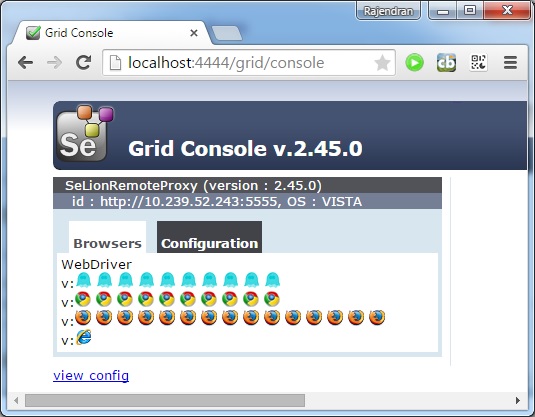 Rajendran
Grid Console
localhost:4444/grid/console
cb
Se
Grid Console v.2.45.0
SeLionRemoteProxy (version : 2.45.0)
id : http://10.239.52.243:5555, OS : VISTA
Browsers Configuration
WebDriver
v:
v:
v:
v:
view config